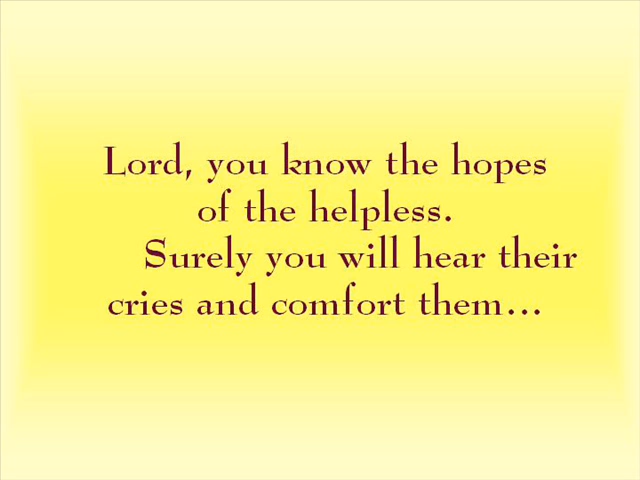 Lord, you know the hopes
of the helpless.
Surely you will hear their
cries and comfort them...